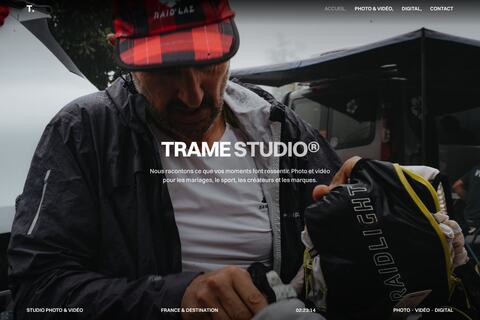 T.
ACCUEIL,
PHOTO & VIDÉO,
DIGITAL,
CONTACT
RAID'LAZ
TRAME STUDIO®
Nous racontons ce que vos moments font ressentir. Photo et vidéo
pour les mariages, le sport, les créateurs et les marques.
RAIDLIGHT
RAIDLIGHT
STUDIO PHOTO & VIDÉO
FRANCE & DESTINATION
02:23:14
PHOTO · VIDÉO · DIGITAL